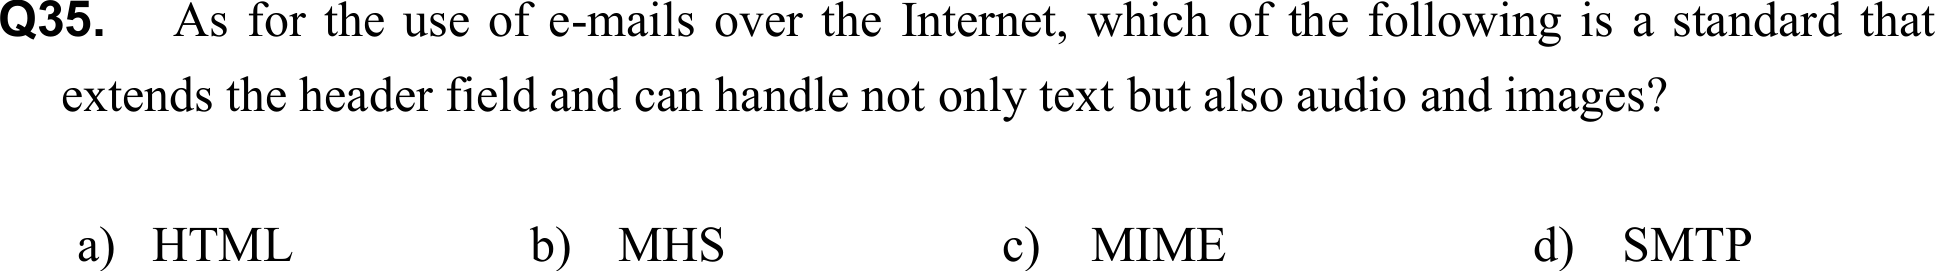 Q35. As for the use of e-mails over the Internet, which of the following is a standard that
extends the header field and can handle not only text but also audio and images?
a) HTML b) MHS c) MIME d) SMTP